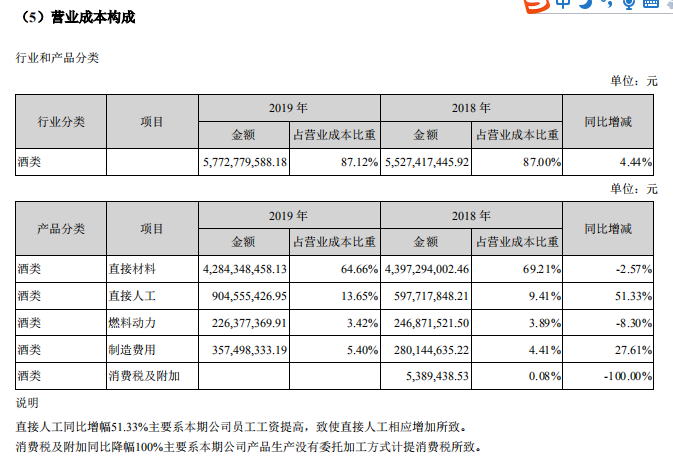 （5）营业成本构成
中
行业和产品分类
单位：元
行业分类 项目 2019 年 2018 年 同比增减
金额 占营业成本比重 金额 占营业成本比重
酒类 5,772,779,588.18 87.12% 5,527,417,445.92 87.00% 4.44%
单位：元
产品分类 项目 2019 年 2018 年 同比增减
金额 占营业成本比重 金额 占营业成本比重
酒类 直接材料 4,284,348,458.13 64.66% 4,397,294,002.46 69.21% -2.57%
酒类 直接人工 904,555,426.95 13.65% 597,717,848.21 9.41% 51.33%
酒类 燃料动力 226,377,369.91 3.42% 246,871,521.50 3.89% -8.30%
酒类 制造费用 357,498,333.19 5.40% 280,144,635.22 4.41% 27.61%
酒类 消费税及附加 5,389,438.53 0.08% -100.00%
说明
直接人工同比增幅51.33%主要系本期公司员工工资提高，致使直接人工相应增加所致。
消费税及附加同比降幅100%主要系本期公司产品生产没有委托加工方式计提消费税所致。